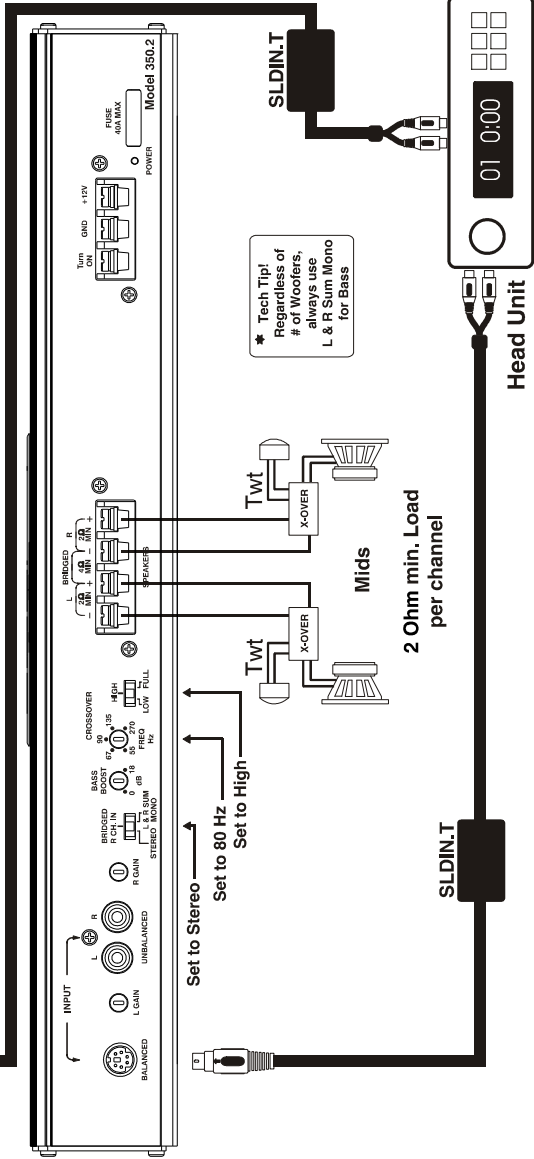 INPUT
BALANCED
L GAIN
L
R
UNBALANCED
R GAIN
BRIDGED
R CH. IN
STEREO
L & R SUM
MONO
BASS
BOOST
0
18
dB
CROSSOVER
67
90
135
55
270
FREQ
Hz
HIGH
LOW
FULL
L
BRIDGED
R
2Ω
MIN
4Ω
MIN
2Ω
MIN
–
+
–
+
SPEAKERS
Turn
ON
GND
+12V
POWER
FUSE
40A MAX
Model 350.2
Set to Stereo
Set to 80 Hz
Set to High
Twt
X-OVER
Twt
X-OVER
Mids
2 Ohm min. Load
per channel
✱ Tech Tip!
Regardless of
# of Woofers,
always use
L & R Sum Mono
for Bass
SLDIN.T
SLDIN.T
01 0:00
Head Unit